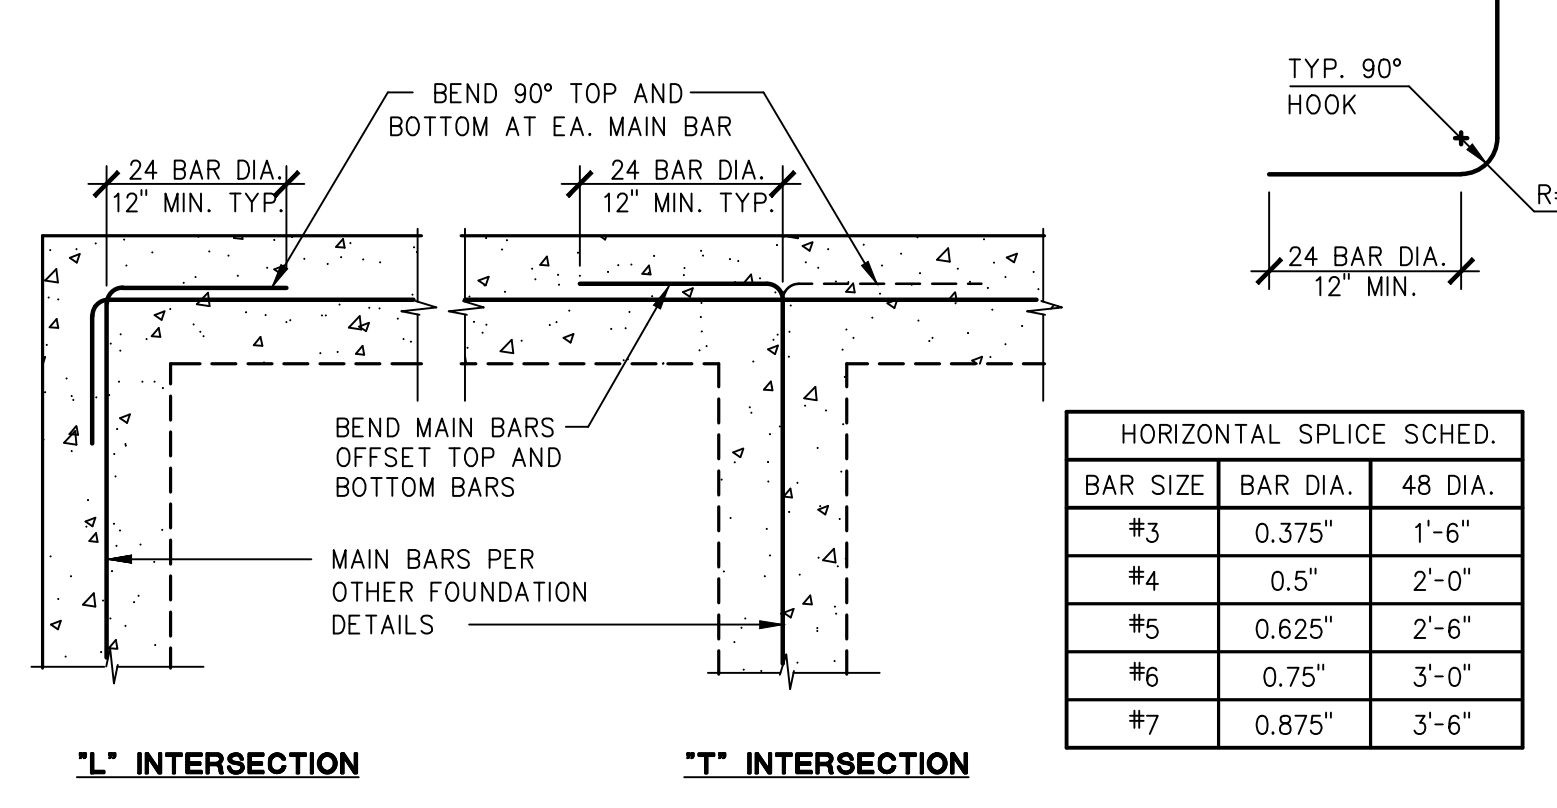 BEND 90° TOP AND
BOTTOM AT EA. MAIN BAR
24 BAR DIA.
12" MIN. TYP.
24 BAR DIA.
12" MIN. TYP.
BEND MAIN BARS
OFFSET TOP AND
BOTTOM BARS
MAIN BARS PER
OTHER FOUNDATION
DETAILS
"L" INTERSECTION
"T" INTERSECTION
TYP. 90°
HOOK
R=
24 BAR DIA.
12" MIN.
HORIZONTAL SPLICE SCHED.
BAR SIZE BAR DIA. 48 DIA.
#3 0.375" 1'-6"
#4 0.5" 2'-0"
#5 0.625" 2'-6"
#6 0.75" 3'-0"
#7 0.875" 3'-6"